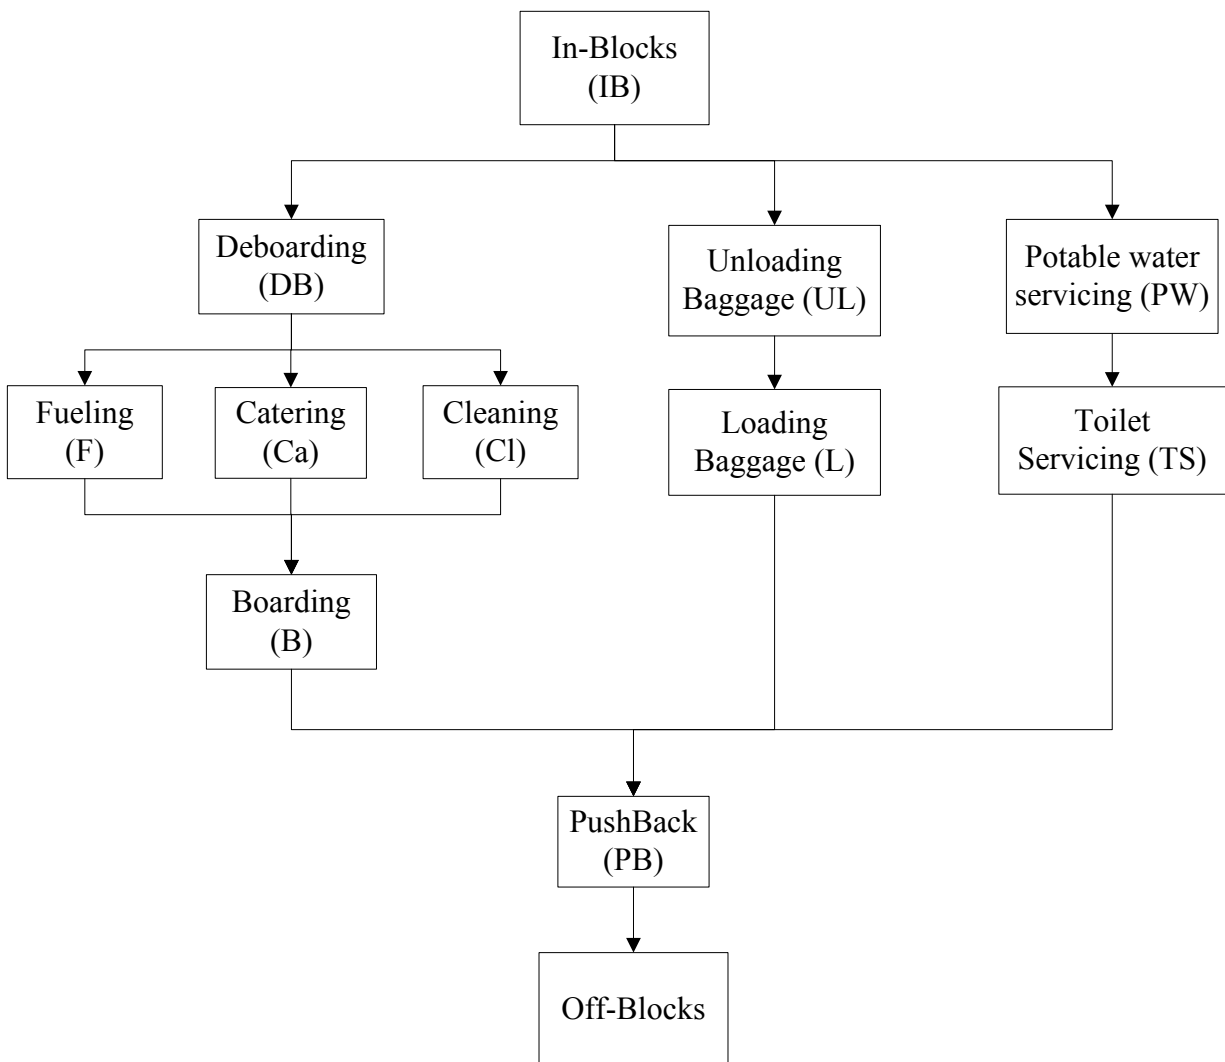 In-Blocks
(IB)
Deboarding
(DB)
Unloading
Baggage (UL)
Potable water
servicing (PW)
Fueling
(F)
Catering
(Ca)
Cleaning
(Cl)
Loading
Baggage (L)
Toilet
Servicing (TS)
Boarding
(B)
PushBack
(PB)
Off-Blocks